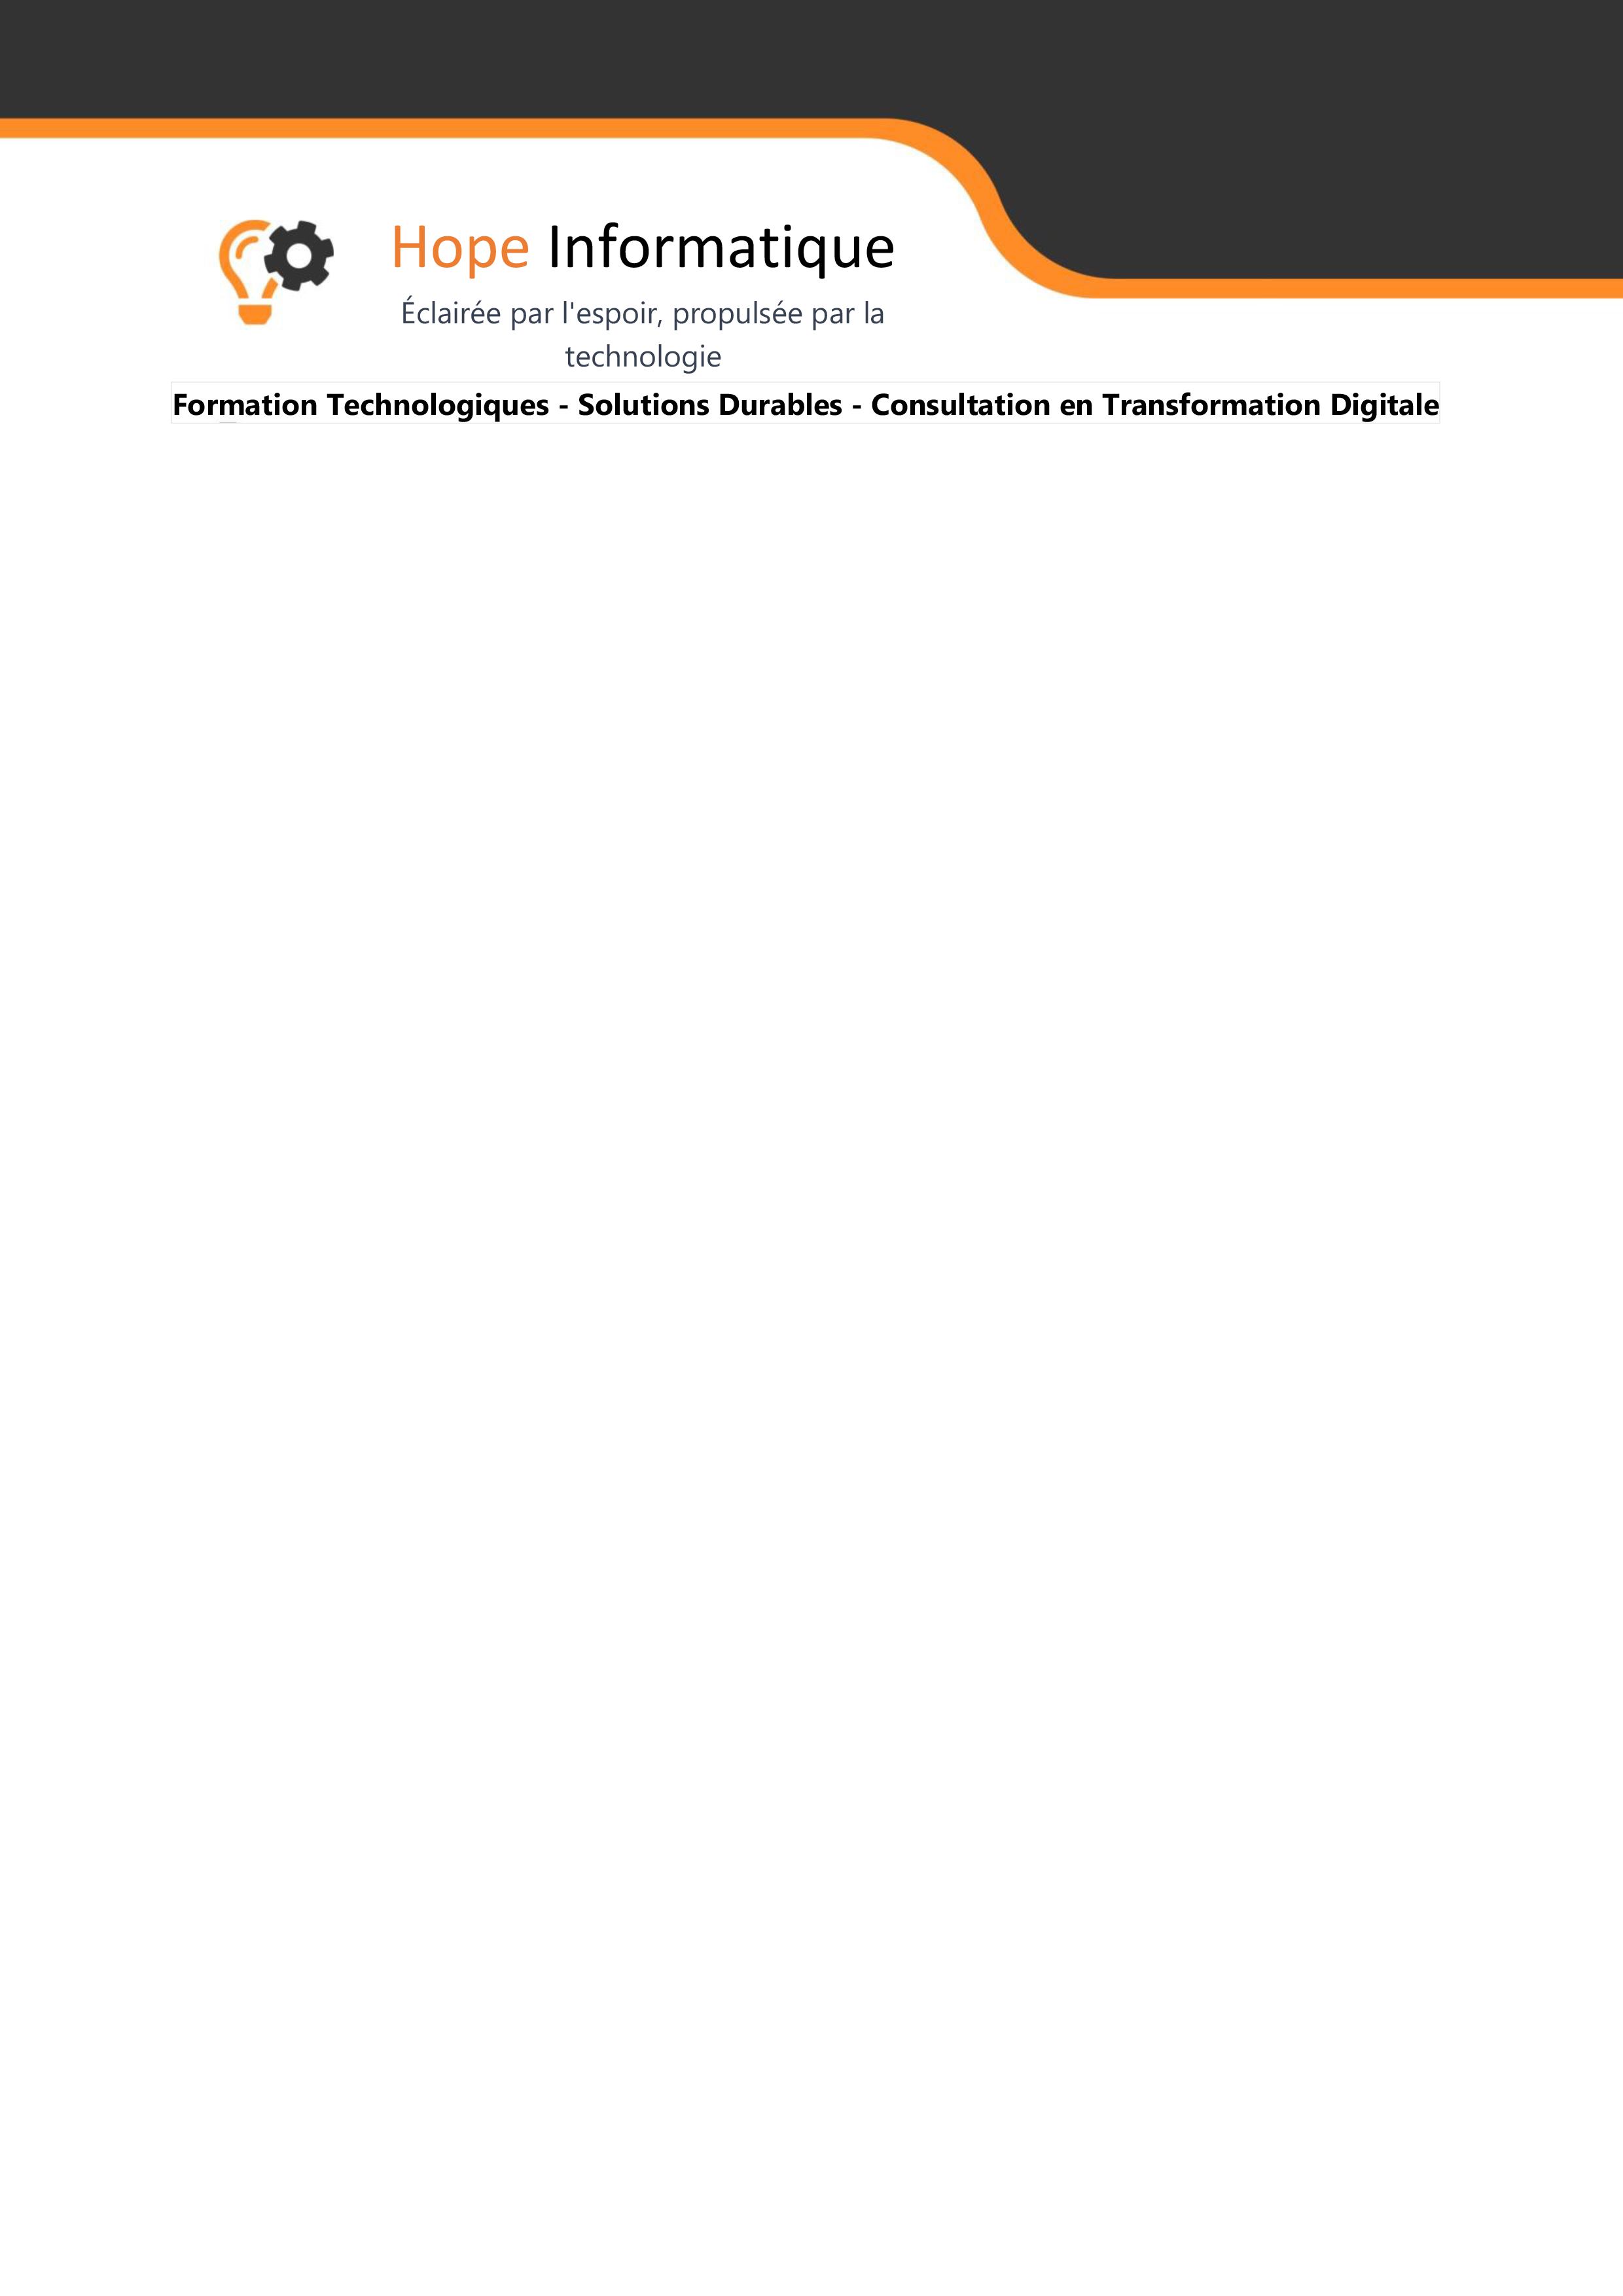 Hope Informatique
Éclairée par l'espoir, propulsée par la
technologie
Formation Technologiques - Solutions Durables - Consultation en Transformation Digitale